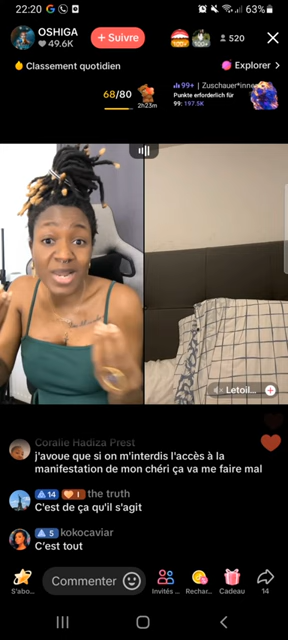 22:20 G 63%
OSHIGA
49.6K
+ Suivre
100+
520
Classement quotidien
Explorer >
68/80
2h23m
99+ | Zuschauer*inne
Punkte erforderlich für
99: 197.5K
Letoil...
Coralie Hadiza Prest
j'avoue que si on m'interdis l'accès à la
manifestation de mon chéri ça va me faire mal
14 1 the truth
C'est de ça qu'il s'agit
5 kokocaviar
C'est tout
Commenter
S'abo... Invités ... Rechar... Cadeau 14